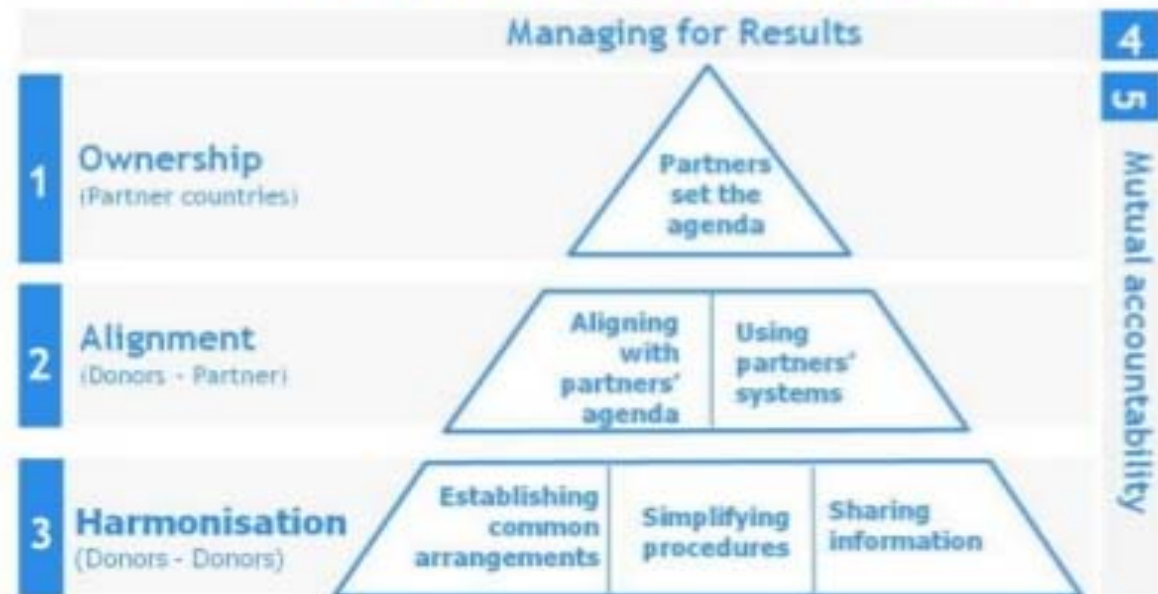 Managing for Results
4
5
Mutual accountability
1
Ownership
(Partner countries)
Partners
set the
agenda
2
Alignment
(Donors - Partner)
Aligning
with
partners'
agenda
Using
partners'
systems
3
Harmonisation
(Donors - Donors)
Establishing
common
arrangements
Simplifying
procedures
Sharing
information